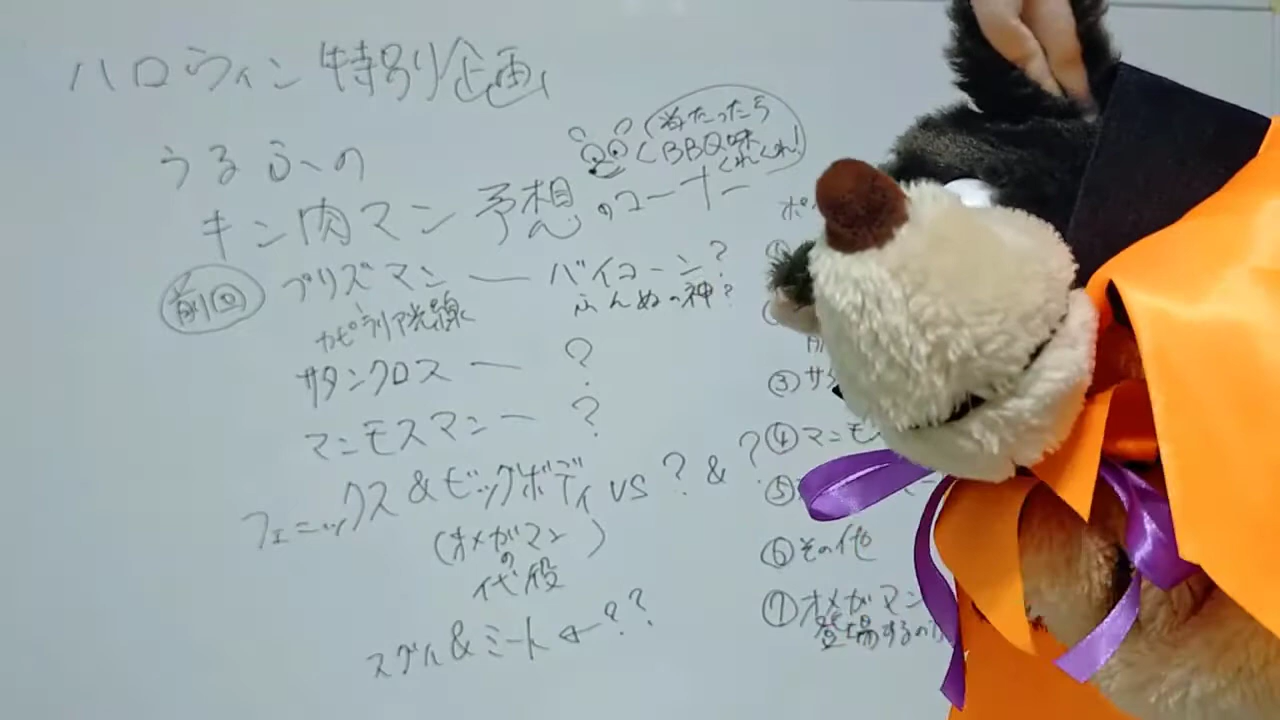 ハロウィン特別企画
うるふの
キン肉マン予想のコーナー
当たったら
BBQ味
くれくれ!
前回 プリズマン ー バイコーン?
カピラリア光線 ふんぬの神?
サタンクロス ー ?
マンモスマン ー ?
フェニックス&ビッグボディ vs ? & ?
(オメガマン)
の
代役
スグル&ミート ← ??
ポ
③ サタ
④ マンモ
⑤
⑥ その他
⑦ オメガマン
登場するの